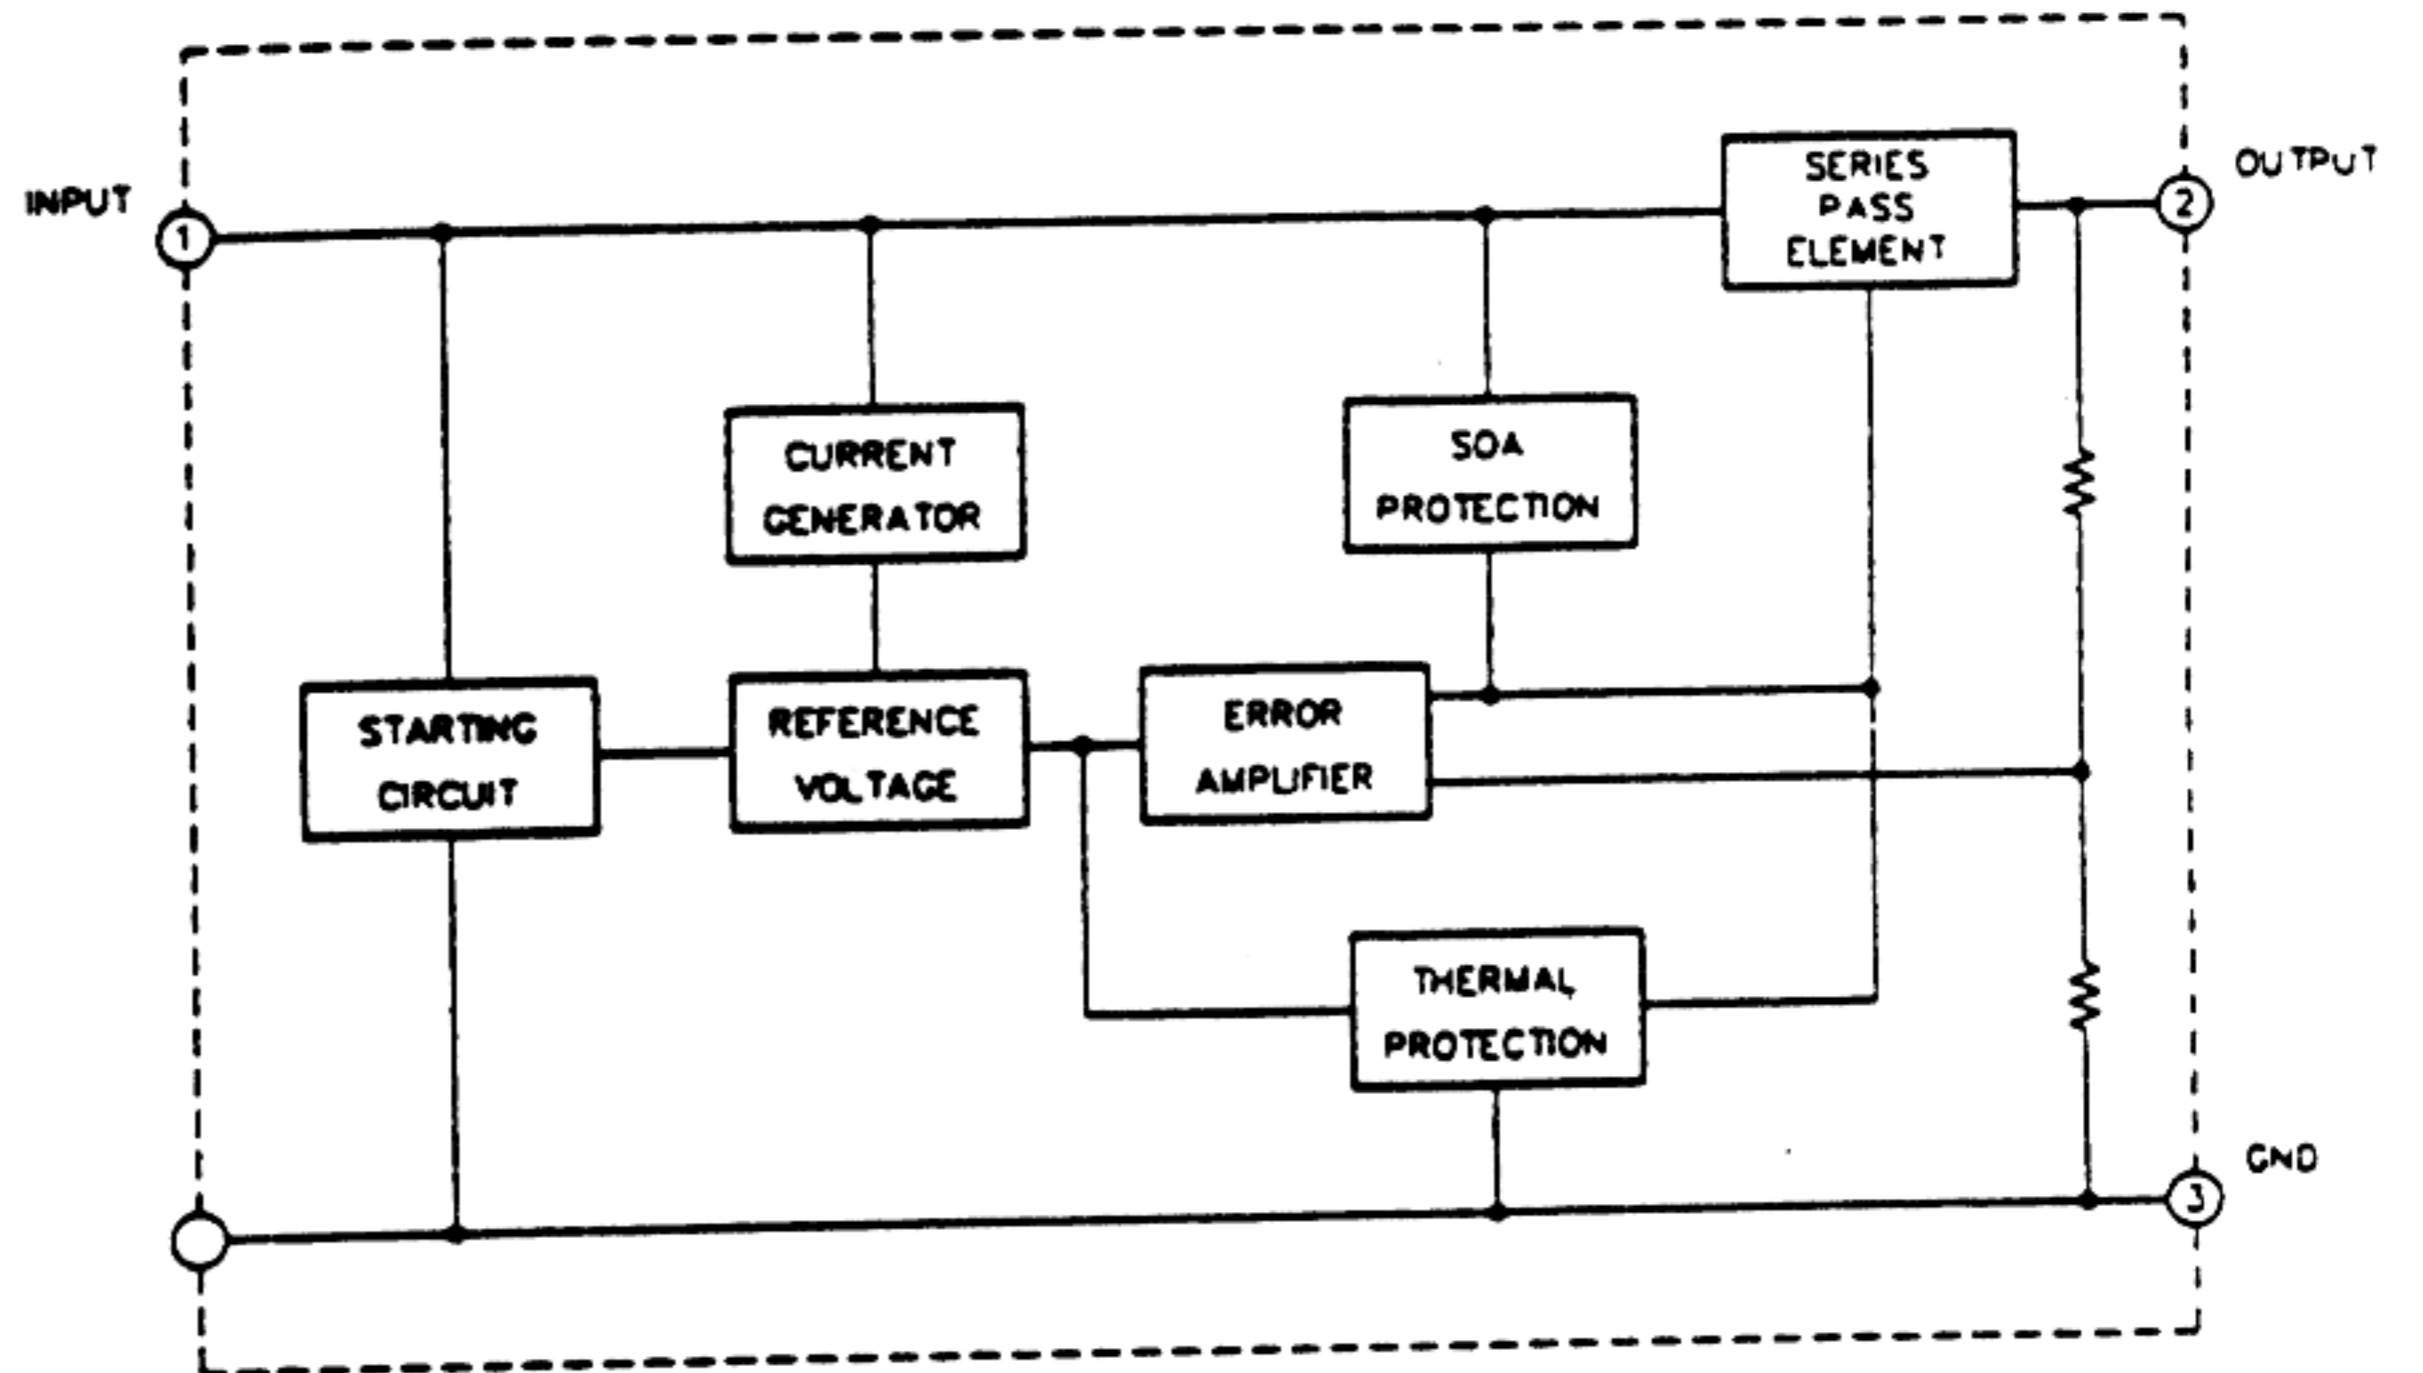 INPUT
1
SERIES
PASS
ELEMENT
2
OUTPUT
CURRENT
GENERATOR
SOA
PROTECTION
STARTING
CIRCUIT
REFERENCE
VOLTAGE
ERROR
AMPLIFIER
THERMAL
PROTECTION
GND
3